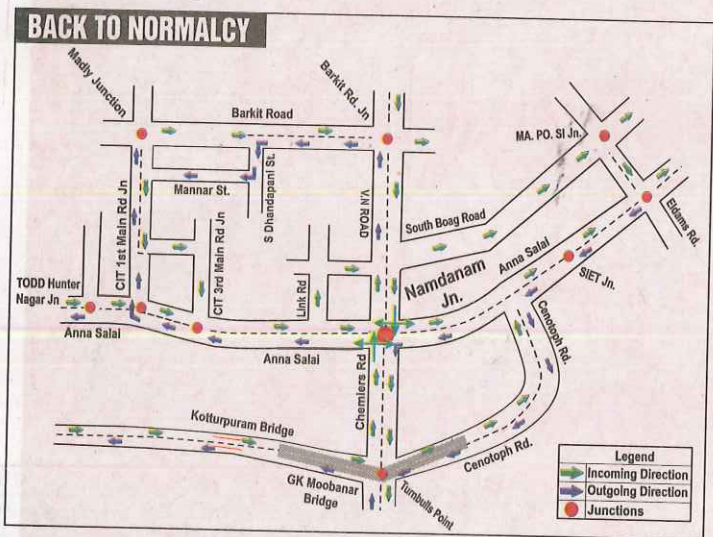 BACK TO NORMALCY
Madly Junction
Barkit Rd. Jn
Barkit Road
MA. PO. SI Jn.
Mannar St.
S Dhandapani St.
V.N ROAD
South Boag Road
Eldams Rd.
CIT 1st Main Rd Jn
CIT 3rd Main Rd Jn
Link Rd
Namdanam
Jn.
Anna Salai
SIET Jn.
TODD Hunter
Nagar Jn
Anna Salai
Anna Salai
Chemiers Rd
Cenotoph Rd.
Kotturpuram Bridge
Cenotoph Rd.
GK Moobanar
Bridge
Turnbulls Point
Legend
Incoming Direction
Outgoing Direction
Junctions